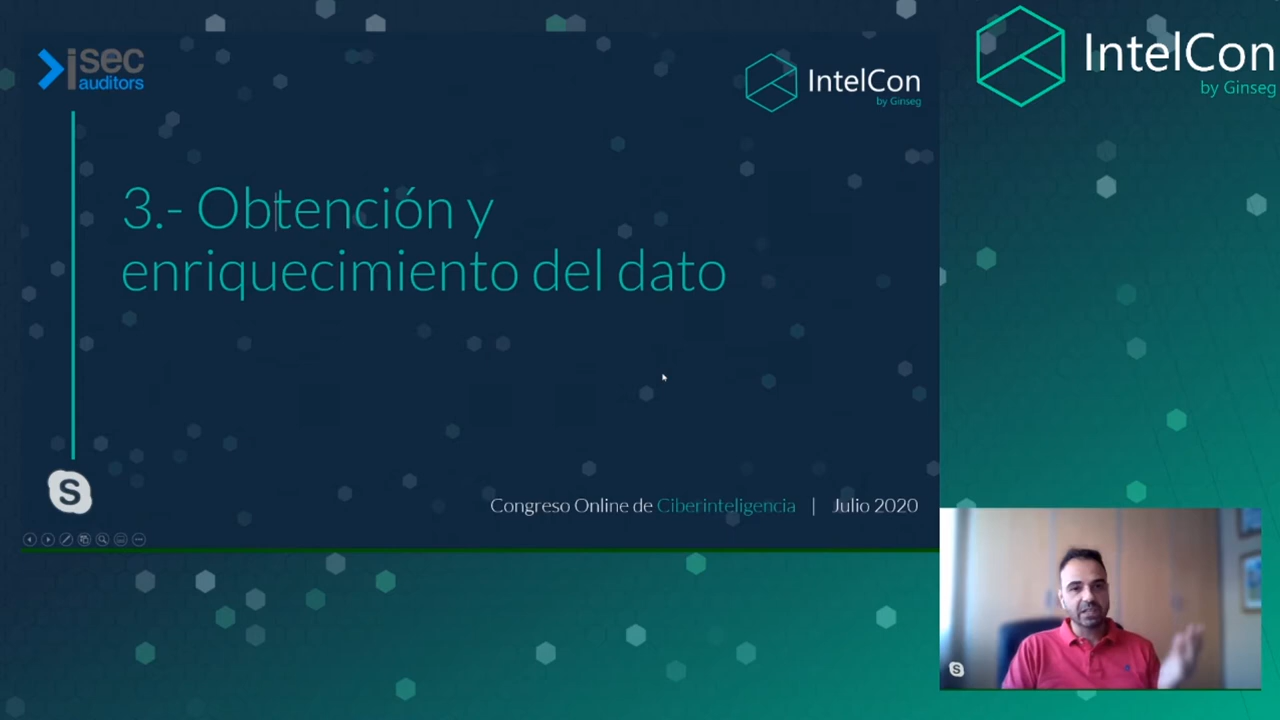 isec
auditors
IntelCon
by Ginseg
IntelCon
by Ginseg
3.- Obtención y
enriquecimiento del dato
S
Congreso Online de Ciberinteligencia | Julio 2020
S